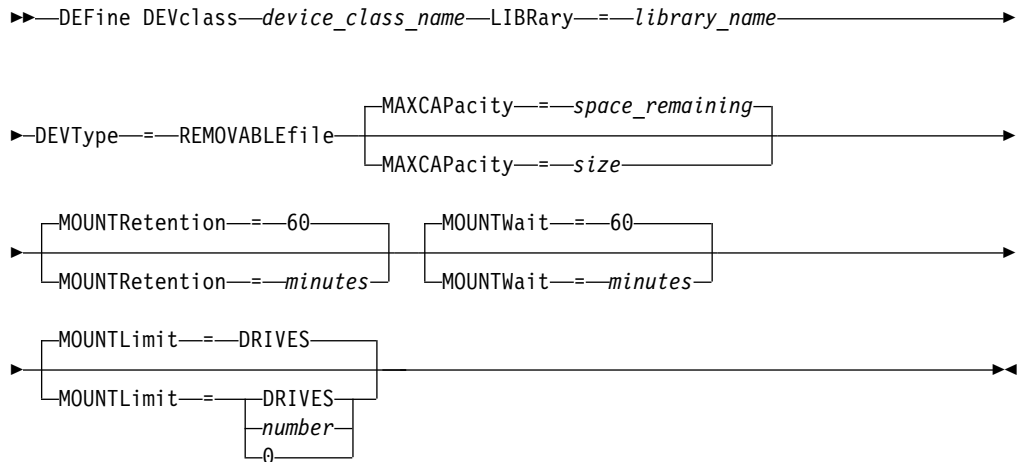 DEFine DEVclass device_class_name LIBRary = library_name
MAXCAPacity = space_remaining
DEVType = REMOVABLEfile
MAXCAPacity = size
MOUNTRetention = 60 MOUNTWait = 60
MOUNTRetention = minutes MOUNTWait = minutes
MOUNTLimit = DRIVES
MOUNTLimit = DRIVES
number
0